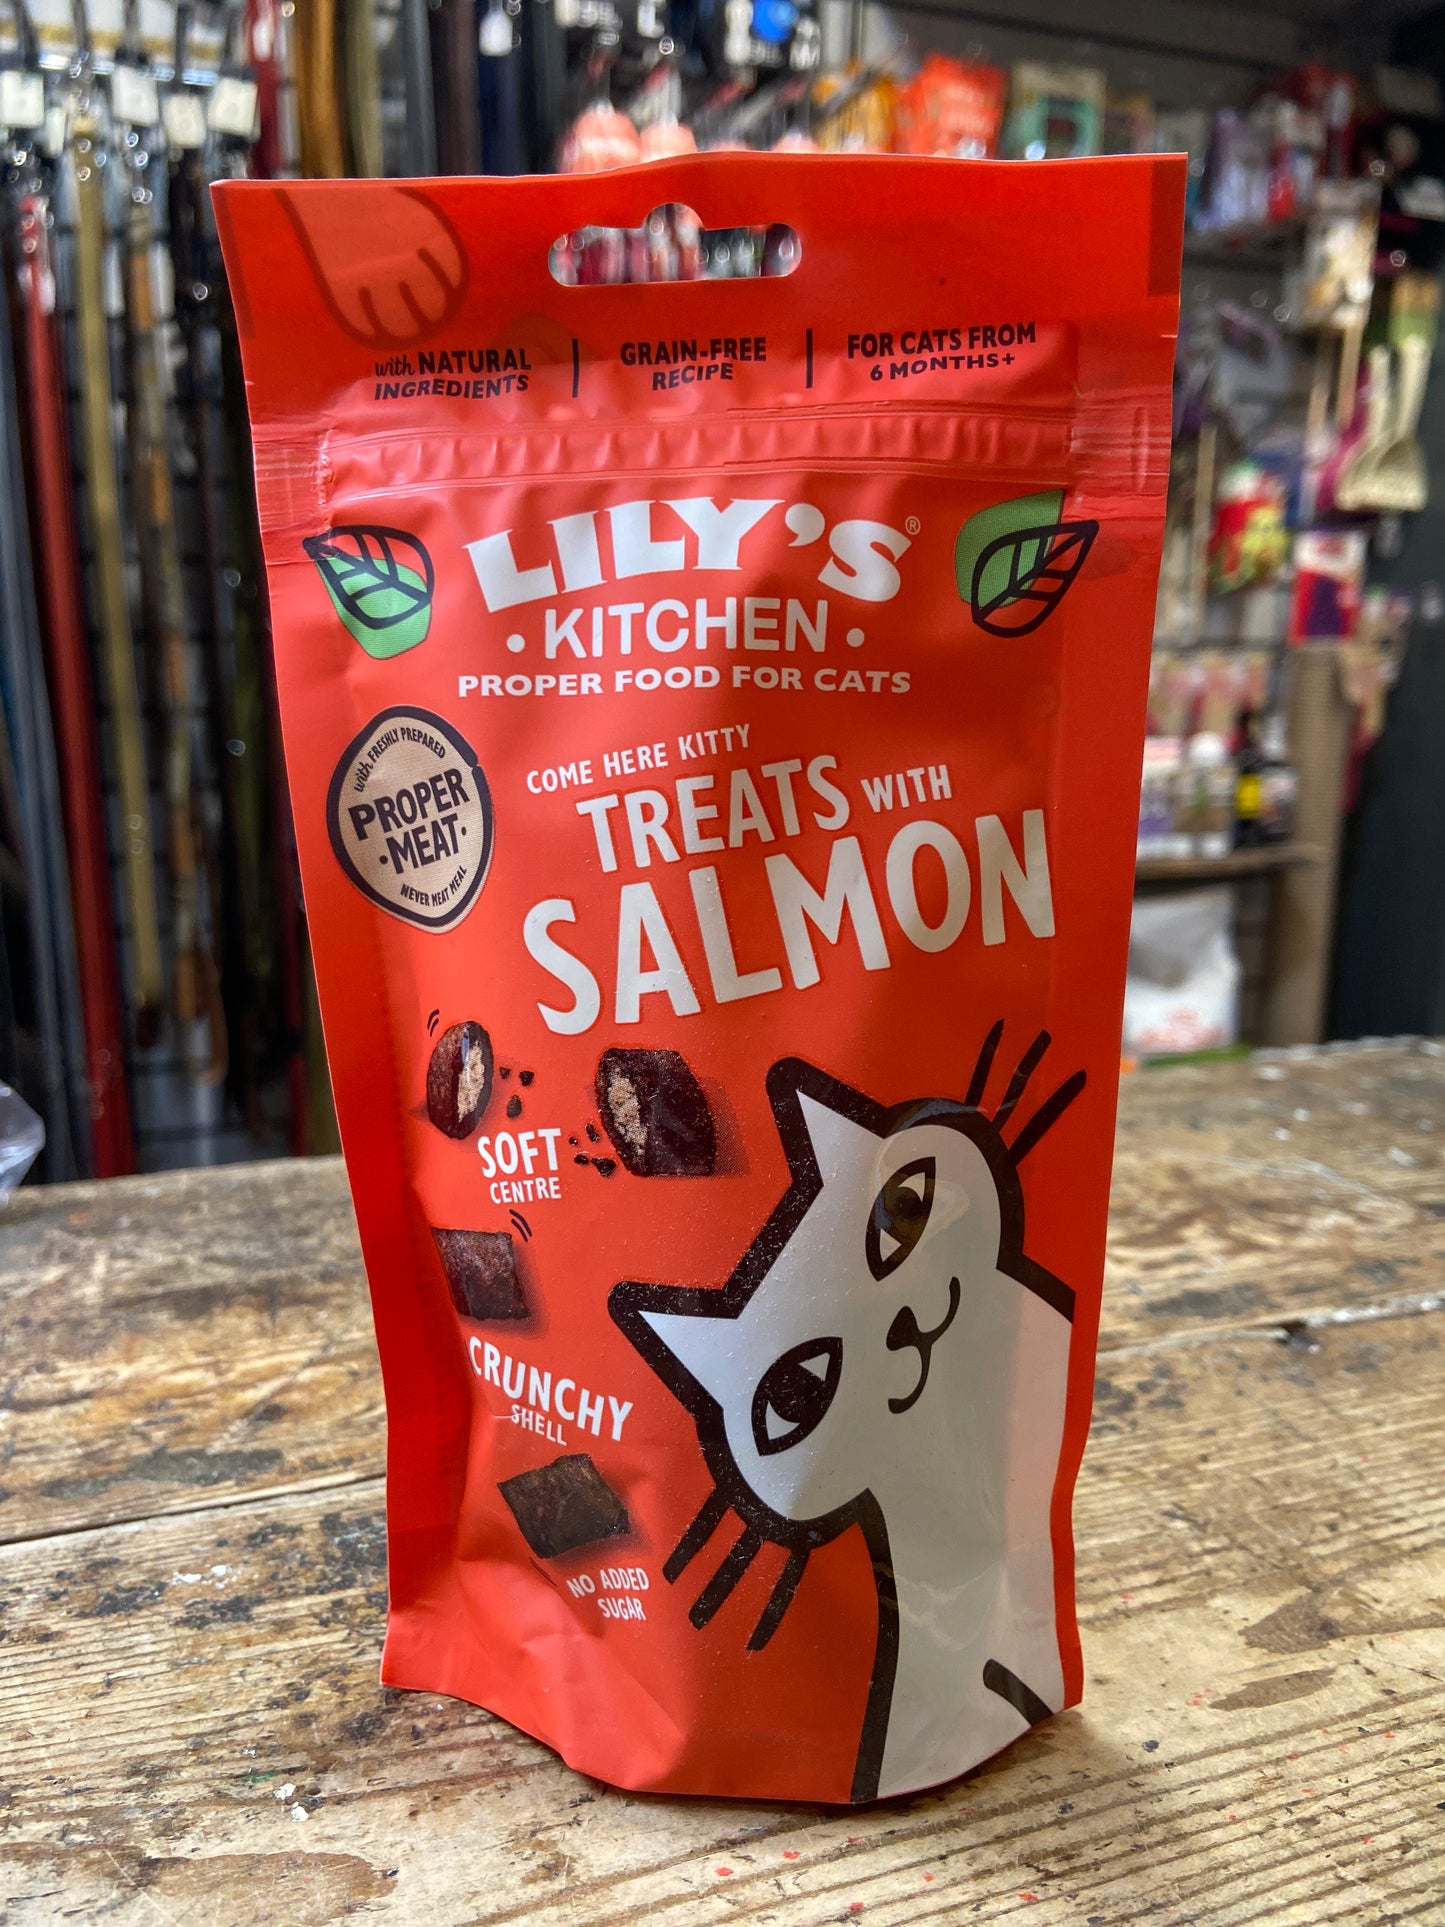 with NATURAL
INGREDIENTS
GRAIN-FREE
RECIPE
FOR CATS FROM
6 MONTHS+
LILY'S®
• KITCHEN •
PROPER FOOD FOR CATS
with FRESHLY PREPARED
PROPER
•MEAT•
NEVER MEAT MEAL
COME HERE KITTY
TREATS WITH
SALMON
SOFT
CENTRE
CRUNCHY
SHELL
NO ADDED
SUGAR